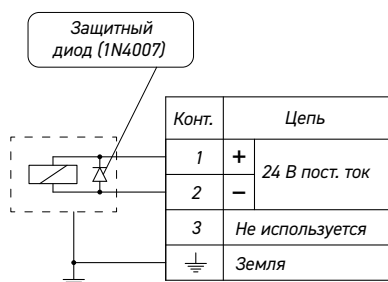 Защитный
диод (1N4007)
Конт.
Цепь
1
+
24 В пост. ток
2
−
3
Не используется
Земля